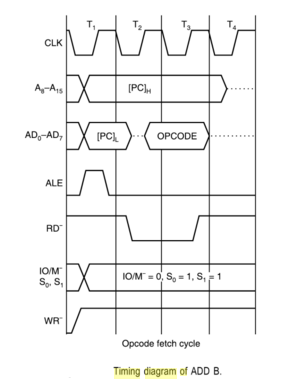 T₁ T₂ T₃ T₄
CLK
A₈–A₁₅ [PC]H
AD₀–AD₇ [PC]L OPCODE
ALE
RD⁻
IO/M⁻
S₀, S₁ IO/M⁻ = 0, S₀ = 1, S₁ = 1
WR⁻
Opcode fetch cycle
Timing diagram of ADD B.